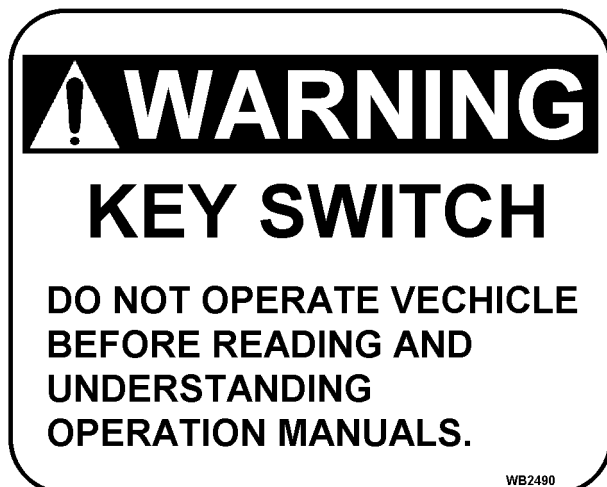 WARNING
KEY SWITCH
DO NOT OPERATE VECHICLE
BEFORE READING AND
UNDERSTANDING
OPERATION MANUALS.
WB2490